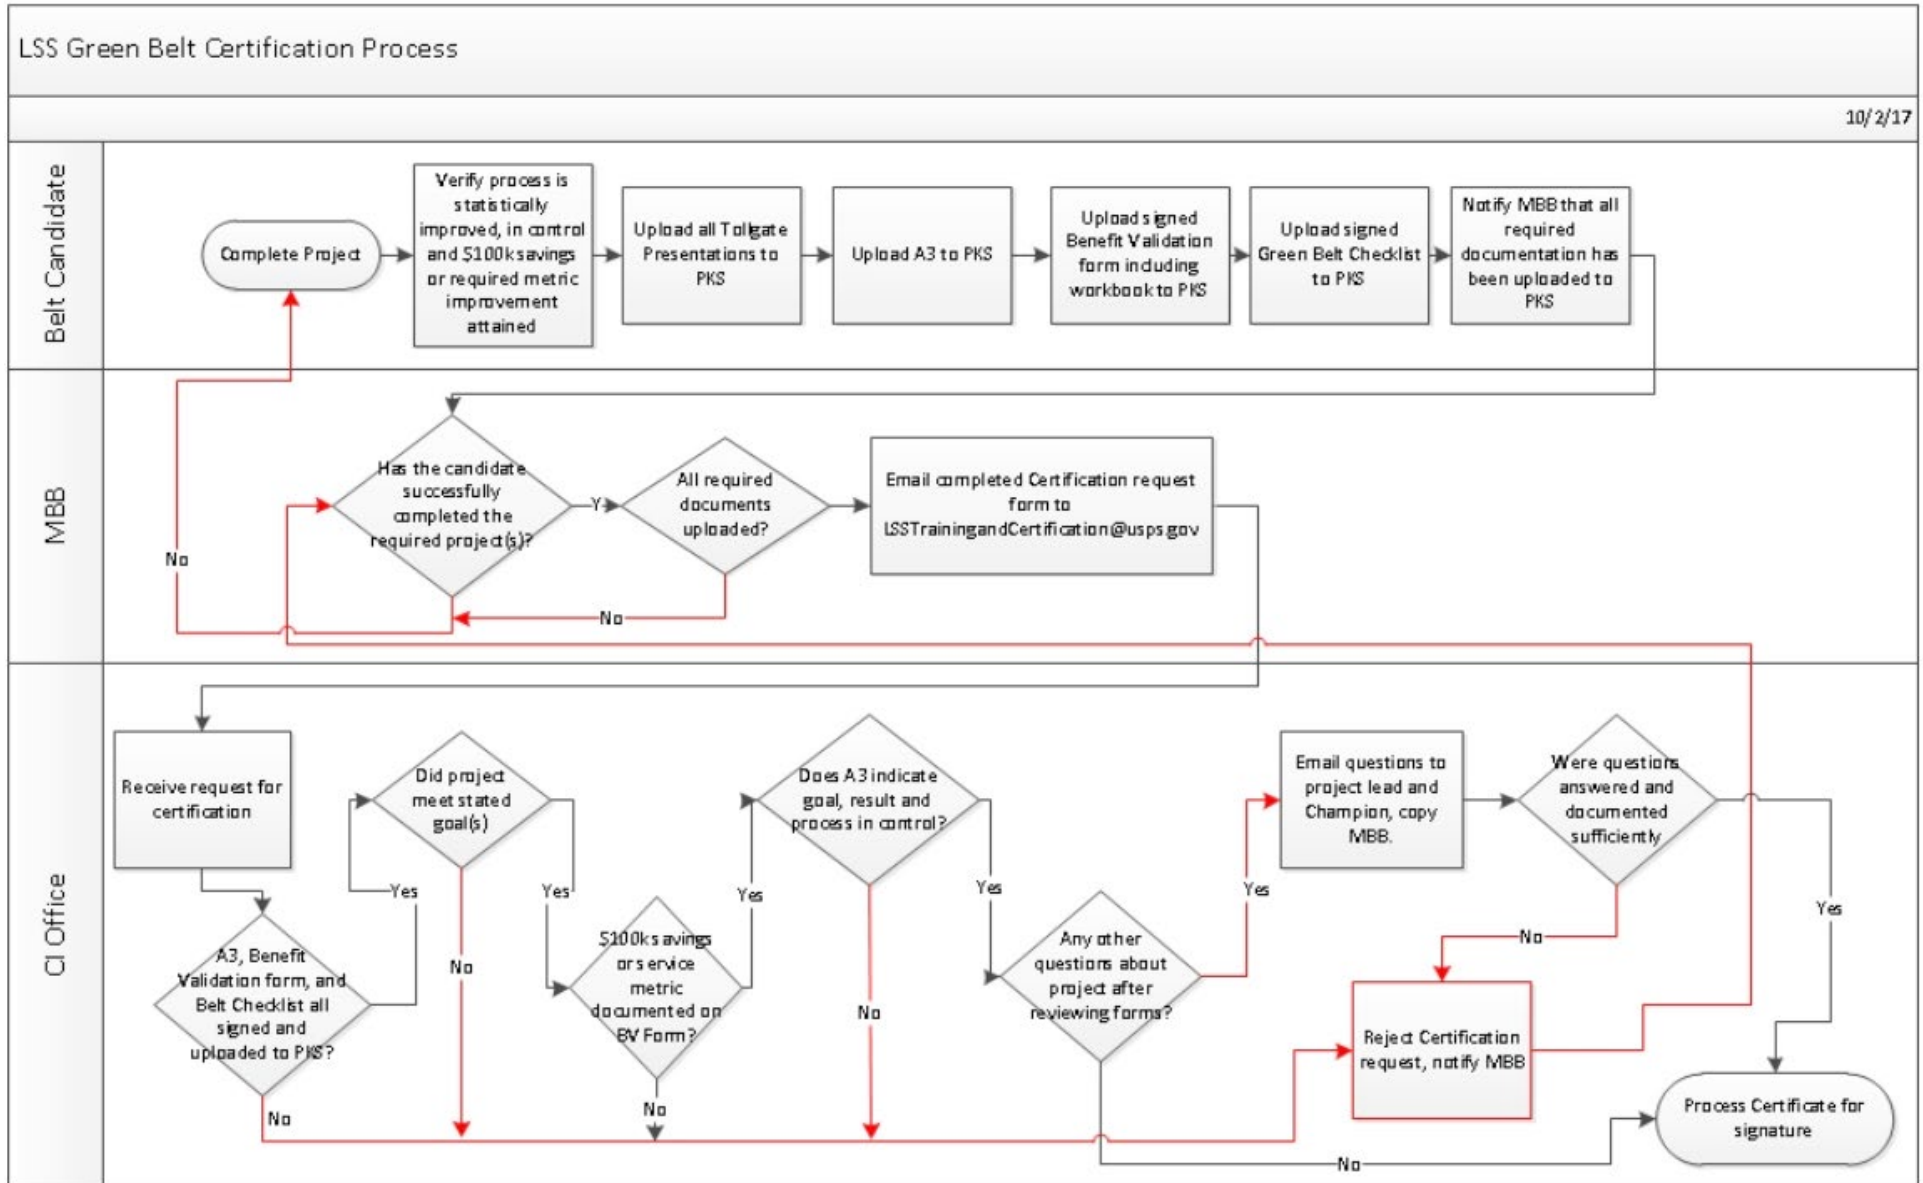 LSS Green Belt Certification Process
10/2/17
Belt Candidate
Complete Project
Verify process is
statistically
improved, in control
and $100k savings
or required metric
improvement
attained
Upload all Tollgate
Presentations to
PKS
Upload A3 to PKS
Upload signed
Benefit Validation
form including
workbook to PKS
Upload signed
Green Belt Checklist
to PKS
Notify MBB that all
required
documentation has
been uploaded to
PKS
MBB
No
Has the candidate
successfully
completed the
required project(s)?
Y
All required
documents
uploaded?
No
Email completed Certification request
form to
LSSTrainingandCertification@usps.gov
CI Office
Receive request for
certification
A3, Benefit
Validation form, and
Belt Checklist all
signed and
uploaded to PKS?
Yes
No
Did project
meet stated
goal(s)
No
Yes
$100k savings
or service
metric
documented on
BV Form?
No
Yes
Does A3 indicate
goal, result and
process in control?
No
Yes
Any other
questions about
project after
reviewing forms?
Yes
No
Email questions to
project lead and
Champion, copy
MBB.
Were questions
answered and
documented
sufficiently
No
Yes
Reject Certification
request, notify MBB
Process Certificate for
signature